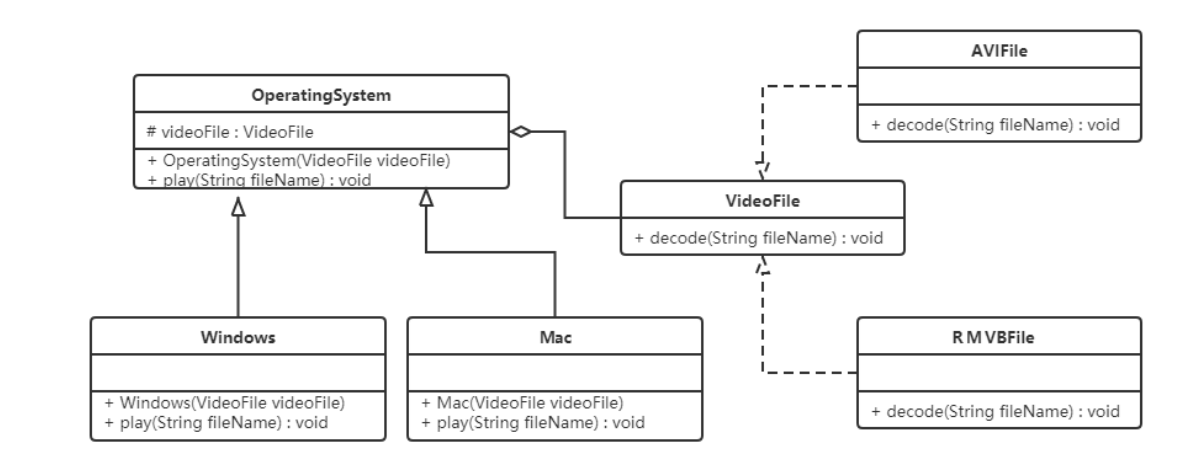 OperatingSystem
# videoFile : VideoFile
+ OperatingSystem(VideoFile videoFile)
+ play(String fileName) : void
AVIFile
+ decode(String fileName) : void
VideoFile
+ decode(String fileName) : void
Windows
+ Windows(VideoFile videoFile)
+ play(String fileName) : void
Mac
+ Mac(VideoFile videoFile)
+ play(String fileName) : void
RMVBFile
+ decode(String fileName) : void